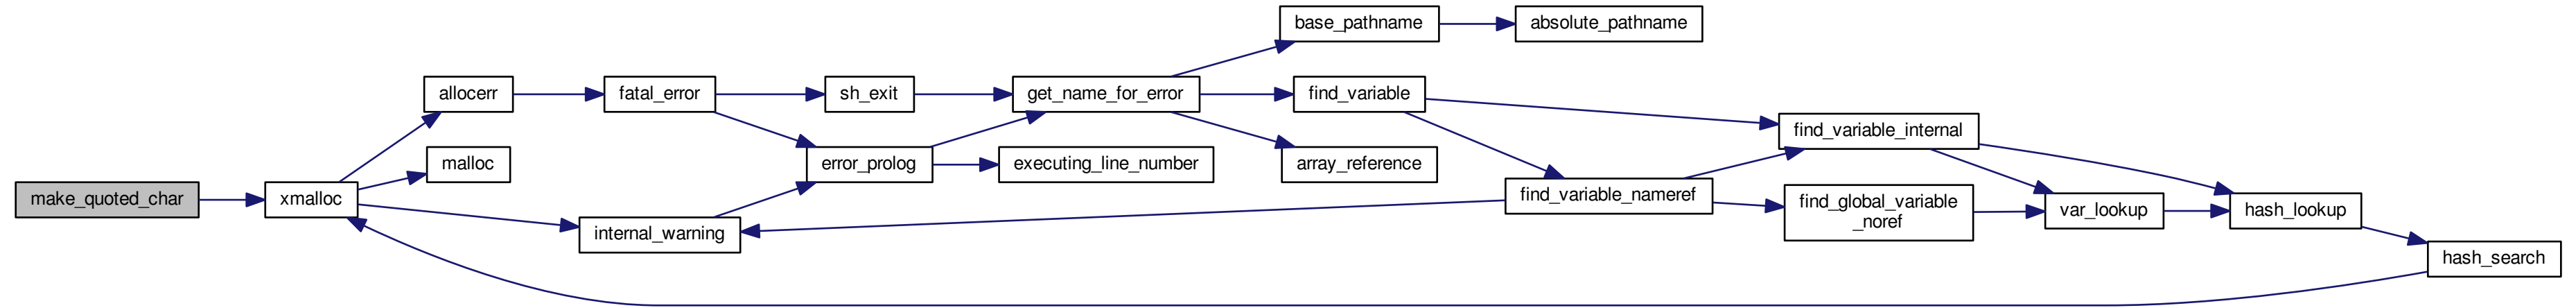 base_pathname
absolute_pathname
allocerr
fatal_error
sh_exit
get_name_for_error
find_variable
find_variable_internal
malloc
error_prolog
executing_line_number
array_reference
make_quoted_char
xmalloc
find_variable_nameref
find_global_variable
_noref
var_lookup
hash_lookup
internal_warning
hash_search